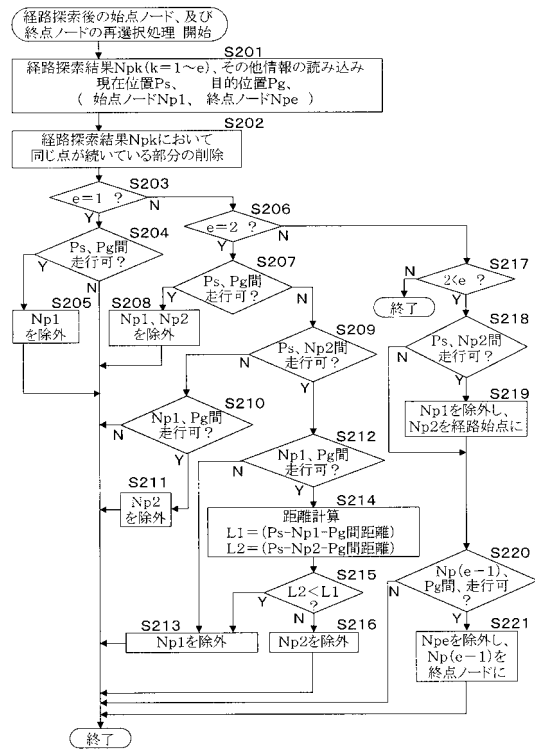 経路探索後の始点ノード、及び
終点ノードの再選択処理 開始
S201
経路探索結果Npk(k=1～e)、その他情報の読み込み
現在位置Ps、 目的位置Pg、
( 始点ノードNp1、 終点ノードNpe )
S202
経路探索結果Npkにおいて
同じ点が続いている部分の削除
S203
e=1 ?
Y
N
S204
Ps、Pg間
走行可?
Y
N
S205
Np1
を除外
S206
e=2 ?
Y
N
S207
Ps、Pg間
走行可?
Y
N
S208
Np1、Np2
を除外
S209
Ps、Np2間
走行可?
N
Y
S210
Np1、Pg間
走行可?
N
Y
S211
Np2
を除外
S212
Np1、Pg間
走行可?
N
Y
S214
距離計算
L1=(Ps-Np1-Pg間距離)
L2=(Ps-Np2-Pg間距離)
S215
L2<L1
?
Y
N
S213
Np1を除外
S216
Np2を除外
S217
2<e ?
N
Y
終了
S218
Ps、Np2間
走行可?
N
Y
S219
Np1を除外し、
Np2を経路始点に
S220
Np(e-1)、
Pg間、走行可
?
N
Y
S221
Npeを除外し、
Np(e-1)を
終点ノードに
終了